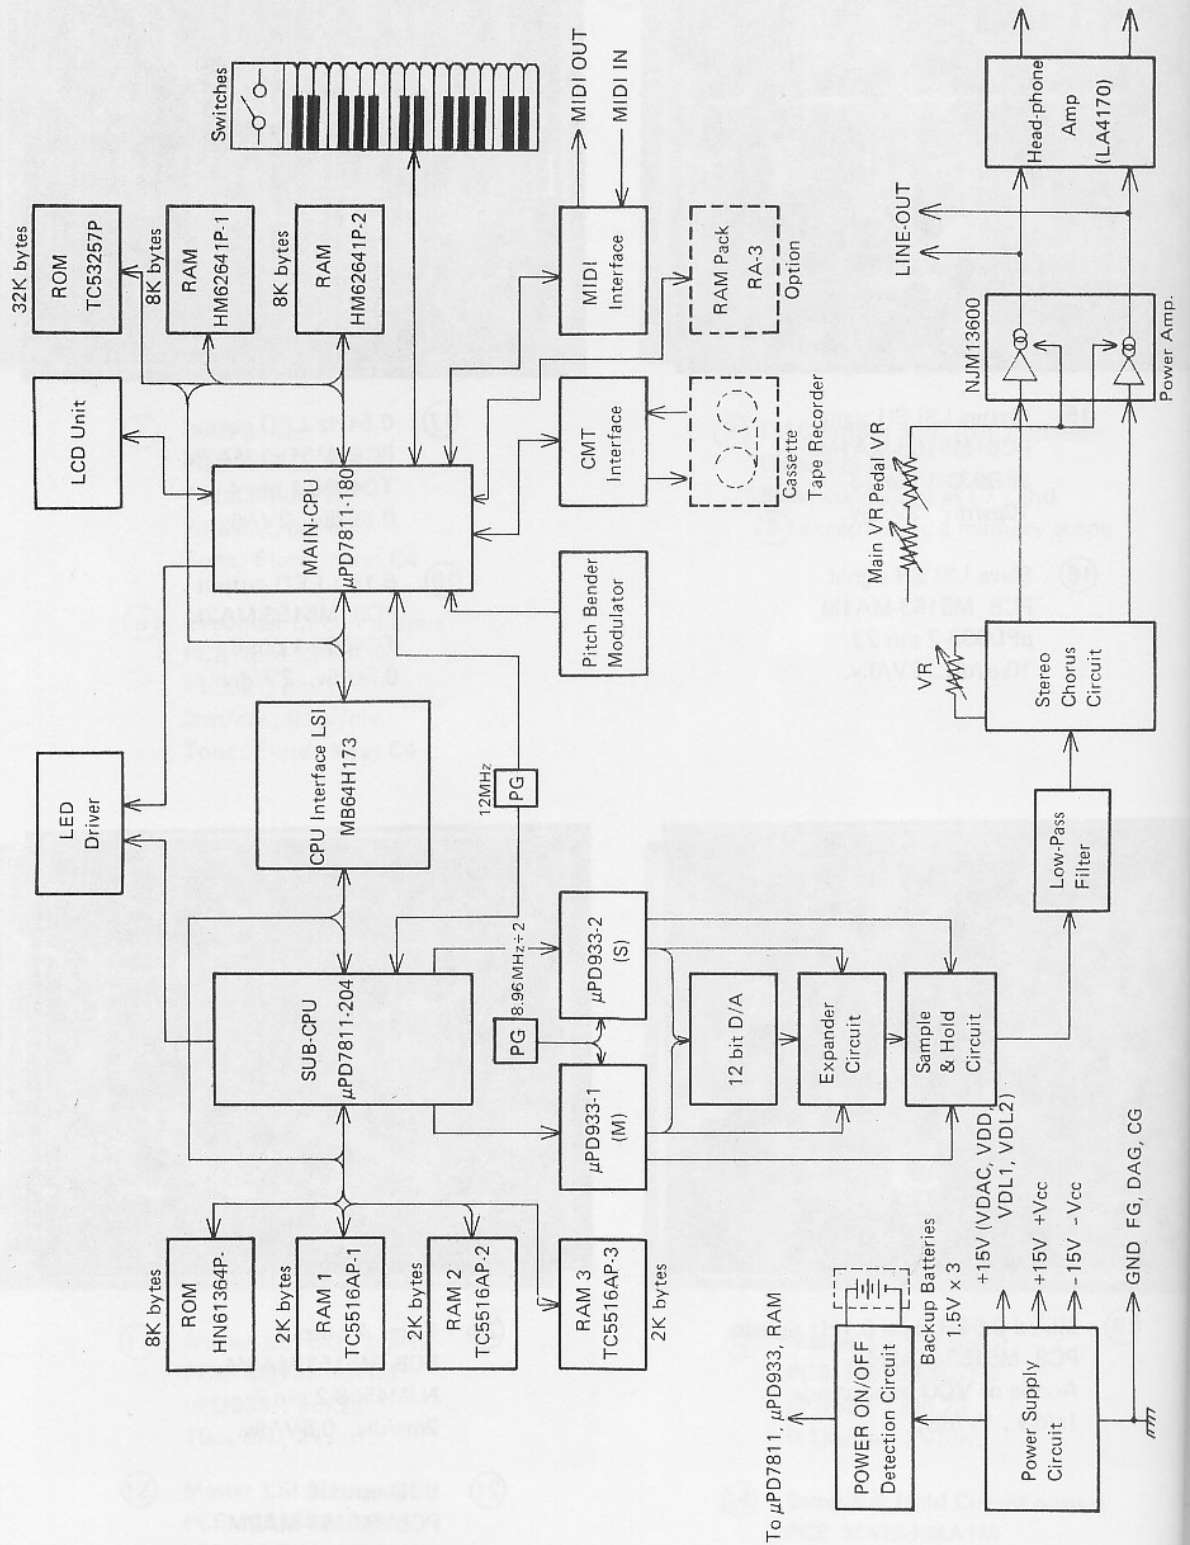 8K bytes
ROM
HN61364P.
2K bytes
RAM 1
TC5516AP-1
2K bytes
RAM 2
TC5516AP-2
RAM 3
TC5516AP-3
2K bytes
LED
Driver
SUB-CPU
μPD7811-204
CPU Interface LSI
MB64H173
LCD Unit
MAIN-CPU
μPD7811-180
32K bytes
ROM
TC53257P
8K bytes
RAM
HM62641P-1
8K bytes
RAM
HM62641P-2
Switches
MIDI OUT
MIDI IN
MIDI
Interface
RAM Pack
RA-3
Option
CMT
Interface
Cassette
Tape Recorder
Pitch Bender
Modulator
12MHz
PG
8.96MHz÷2
PG
μPD933-1
(M)
μPD933-2
(S)
12 bit D/A
Expander
Circuit
Sample
& Hold
Circuit
Low-Pass
Filter
VR
Stereo
Chorus
Circuit
Main VR
Pedal VR
NJM13600
Power Amp.
LINE-OUT
Head-phone
Amp
(LA4170)
To μPD7811, μPD933, RAM
POWER ON/OFF
Detection Circuit
Backup Batteries
1.5V x 3
Power Supply
Circuit
+15V (VDAC, VDD,
VDL1, VDL2)
+15V +Vcc
-15V -Vcc
GND FG, DAG, CG